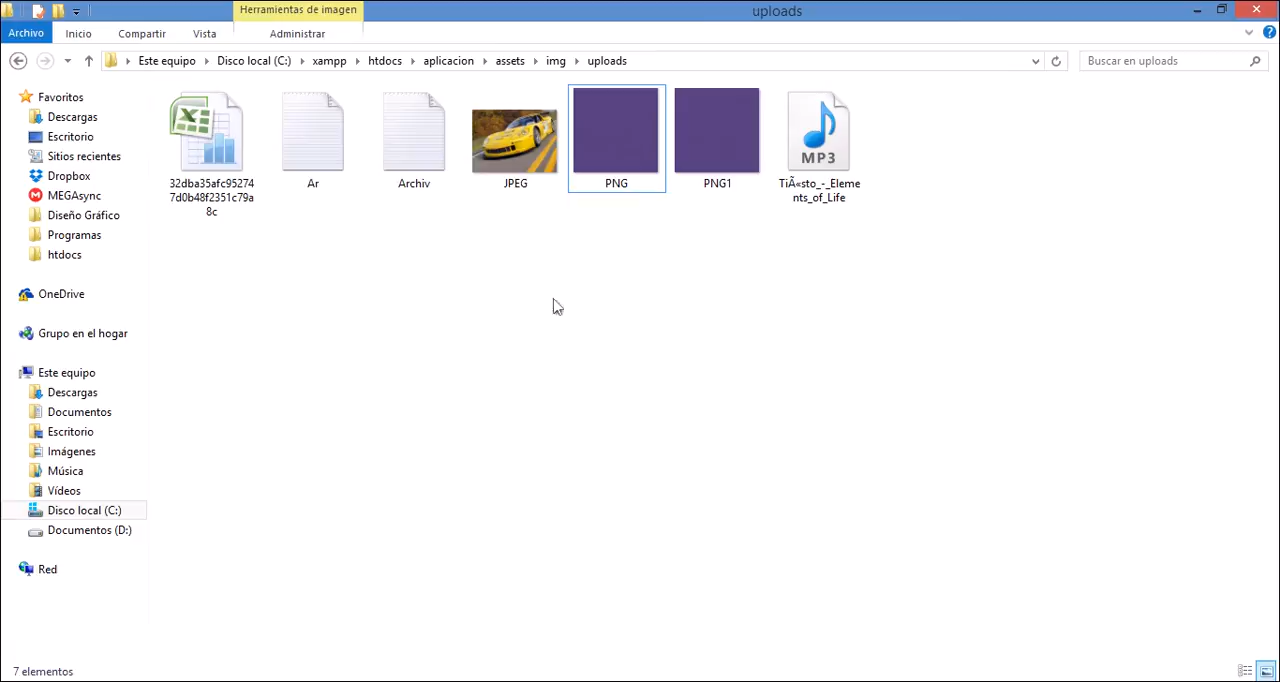 Herramientas de imagen
uploads
Archivo
Inicio
Compartir
Vista
Administrar
Este equipo
Disco local (C:)
xampp
htdocs
aplicacion
assets
img
uploads
Buscar en uploads
Favoritos
Descargas
Escritorio
Sitios recientes
Dropbox
MEGAsync
Diseño Gráfico
Programas
htdocs
OneDrive
Grupo en el hogar
Este equipo
Descargas
Documentos
Escritorio
Imágenes
Música
Vídeos
Disco local (C:)
Documentos (D:)
Red
32dba35afc95274
7d0b48f2351c79a
8c
Ar
Archiv
JPEG
PNG
PNG1
MP3
TiÃ«sto_-_Eleme
nts_of_Life
7 elementos